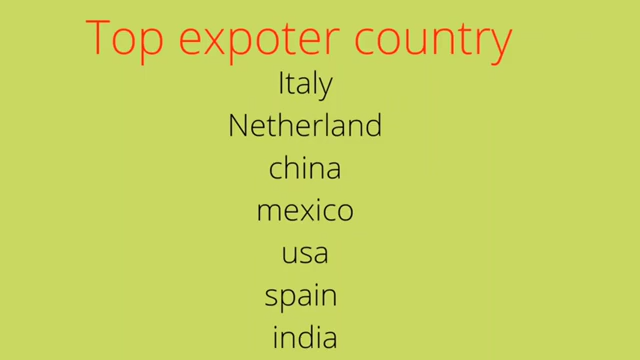 Top expoter country
Italy
Netherland
china
mexico
usa
spain
india